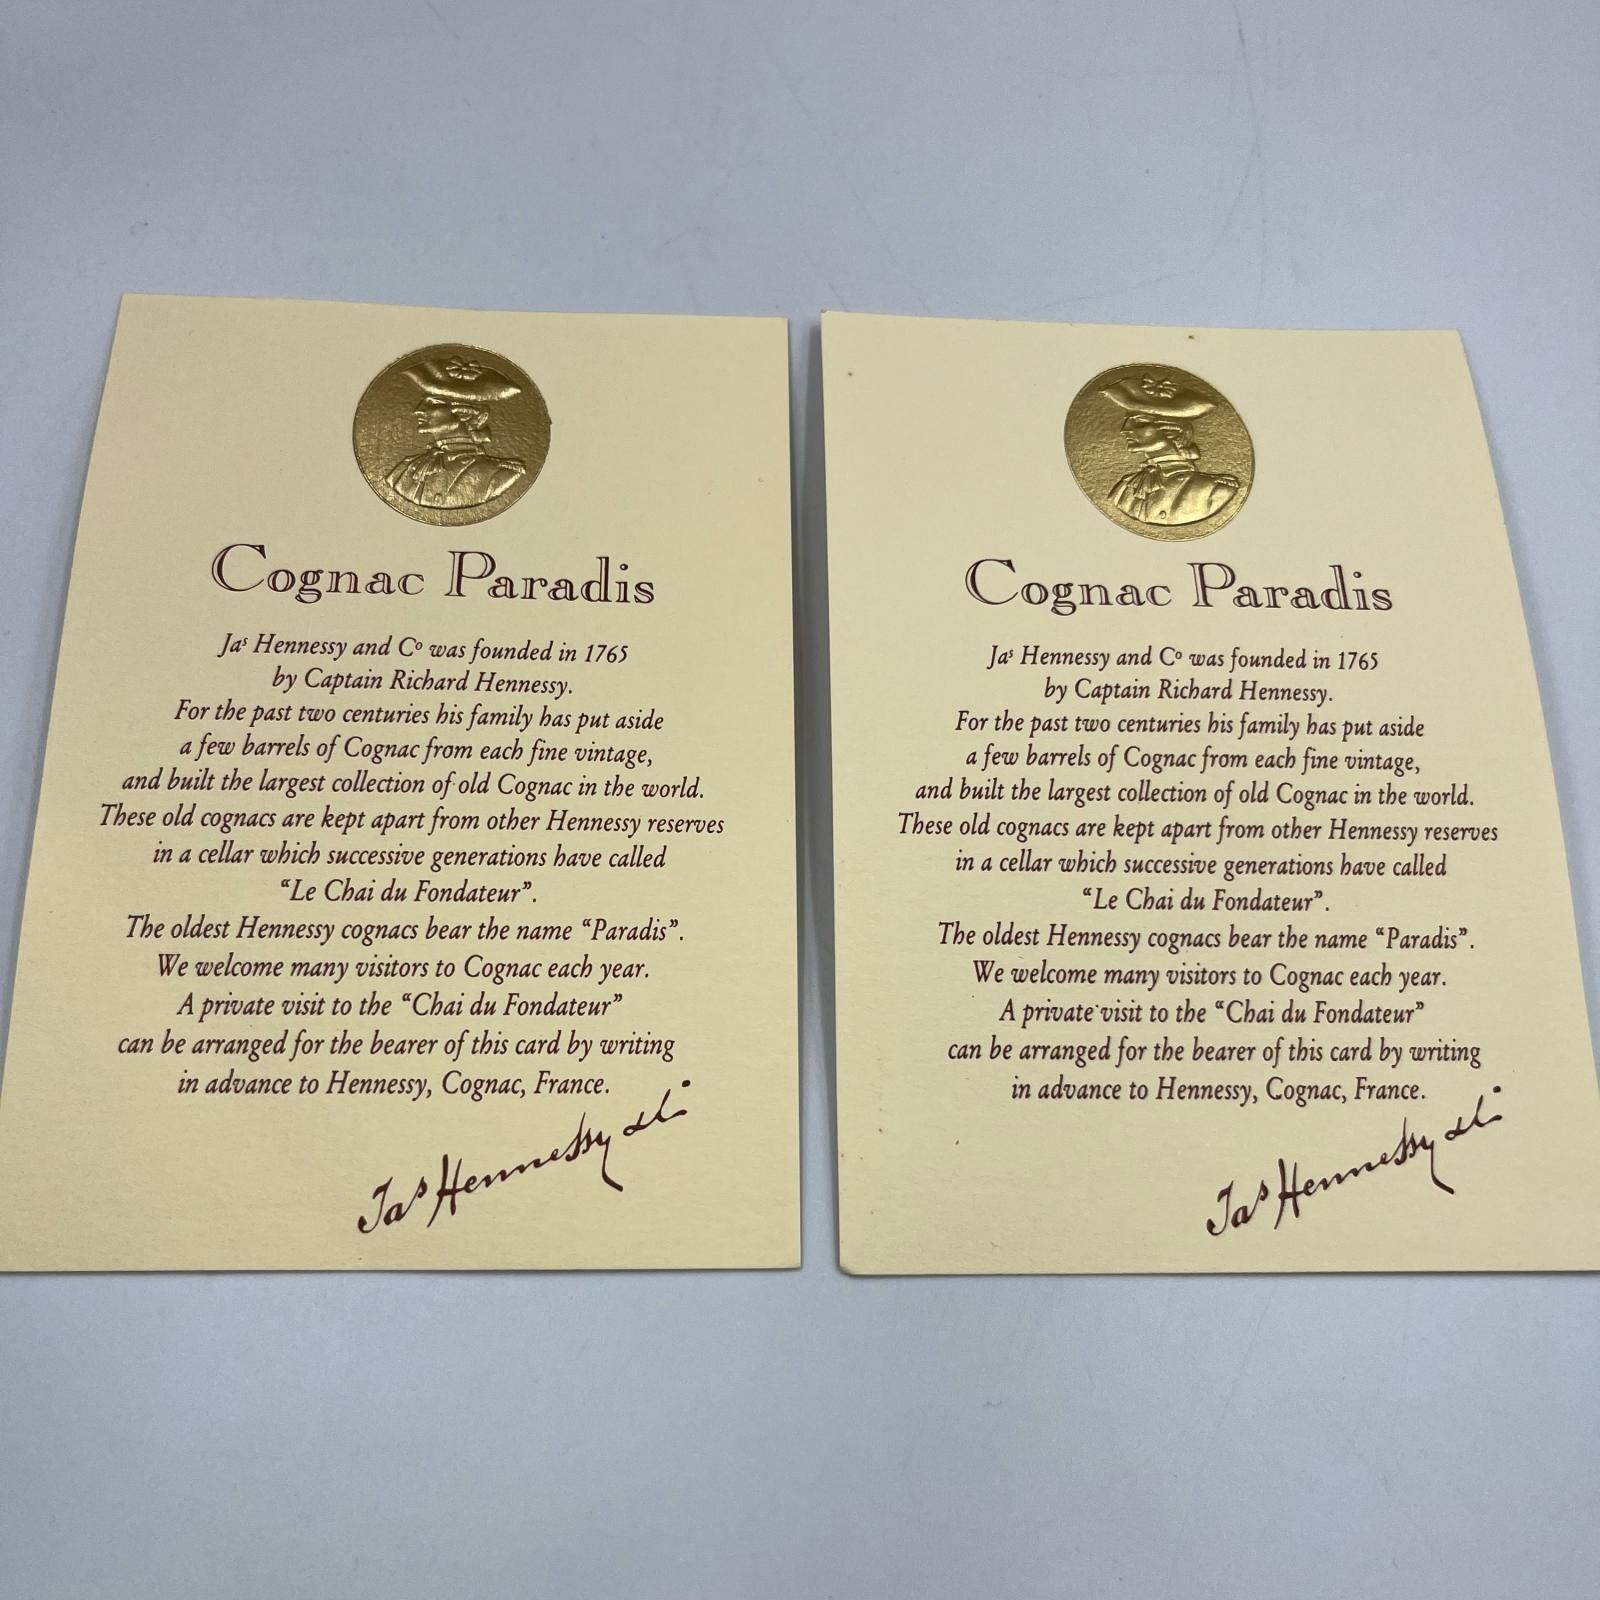 Cognac Paradis
Jaˢ Hennessy and Cº was founded in 1765
by Captain Richard Hennessy.
For the past two centuries his family has put aside
a few barrels of Cognac from each fine vintage,
and built the largest collection of old Cognac in the world.
These old cognacs are kept apart from other Hennessy reserves
in a cellar which successive generations have called
“Le Chai du Fondateur”.
The oldest Hennessy cognacs bear the name “Paradis”.
We welcome many visitors to Cognac each year.
A private visit to the “Chai du Fondateur”
can be arranged for the bearer of this card by writing
in advance to Hennessy, Cognac, France.
Jaˢ Hennessy & Cº
Cognac Paradis
Jaˢ Hennessy and Cº was founded in 1765
by Captain Richard Hennessy.
For the past two centuries his family has put aside
a few barrels of Cognac from each fine vintage,
and built the largest collection of old Cognac in the world.
These old cognacs are kept apart from other Hennessy reserves
in a cellar which successive generations have called
“Le Chai du Fondateur”.
The oldest Hennessy cognacs bear the name “Paradis”.
We welcome many visitors to Cognac each year.
A private visit to the “Chai du Fondateur”
can be arranged for the bearer of this card by writing
in advance to Hennessy, Cognac, France.
Jaˢ Hennessy & Cº